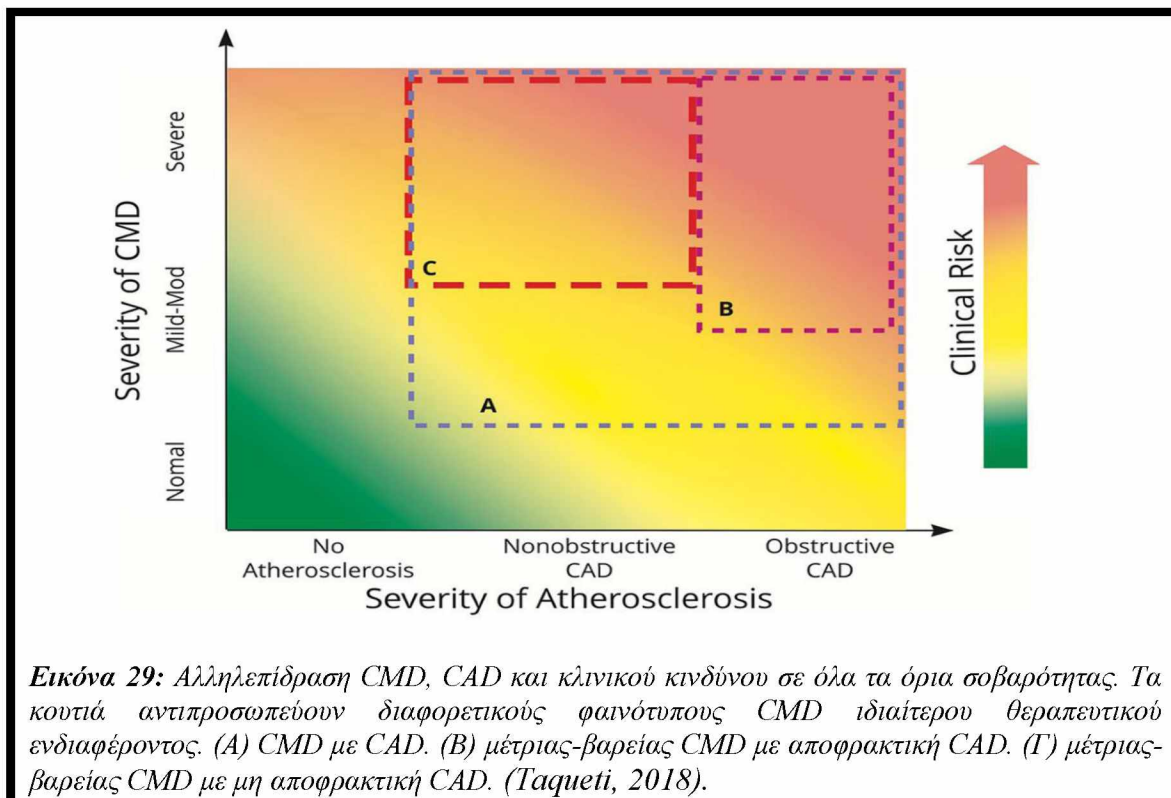 Severe
Mild-Mod
Nomal
Severity of CMD
C
B
A
Clinical Risk
No
Atherosclerosis
Nonobstructive
CAD
Obstructive
CAD
Severity of Atherosclerosis
Εικόνα 29: Αλληλεπίδραση CMD, CAD και κλινικού κινδύνου σε όλα τα όρια σοβαρότητας. Τα
κουτιά αντιπροσωπεύουν διαφορετικούς φαινότυπους CMD ιδιαίτερου θεραπευτικού
ενδιαφέροντος. (Α) CMD με CAD. (Β) μέτριας-βαρείας CMD με αποφρακτική CAD. (Γ) μέτριας-
βαρείας CMD με μη αποφρακτική CAD. (Taqueti, 2018).